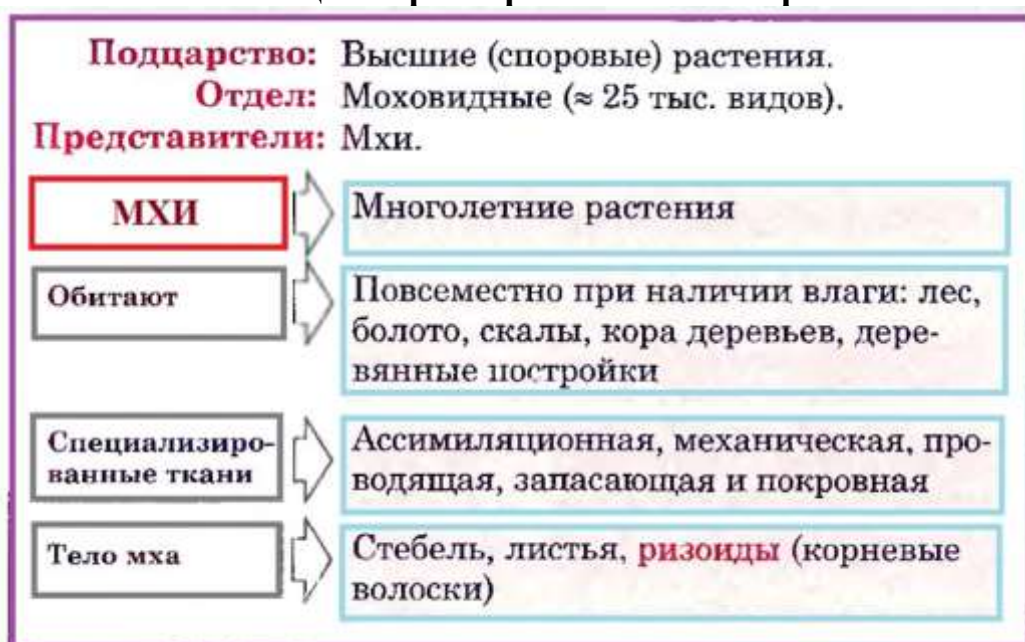 Подцарство: Высшие (споровые) растения.
Отдел: Моховидные (≈ 25 тыс. видов).
Представители: Мхи.
МХИ
Многолетние растения
Обитают
Повсеместно при наличии влаги: лес,
болото, скалы, кора деревьев, дере-
вянные постройки
Специализиро-
ванные ткани
Ассимиляционная, механическая, про-
водящая, запасающая и покровная
Тело мха
Стебель, листья, ризоиды (корневые
волоски)